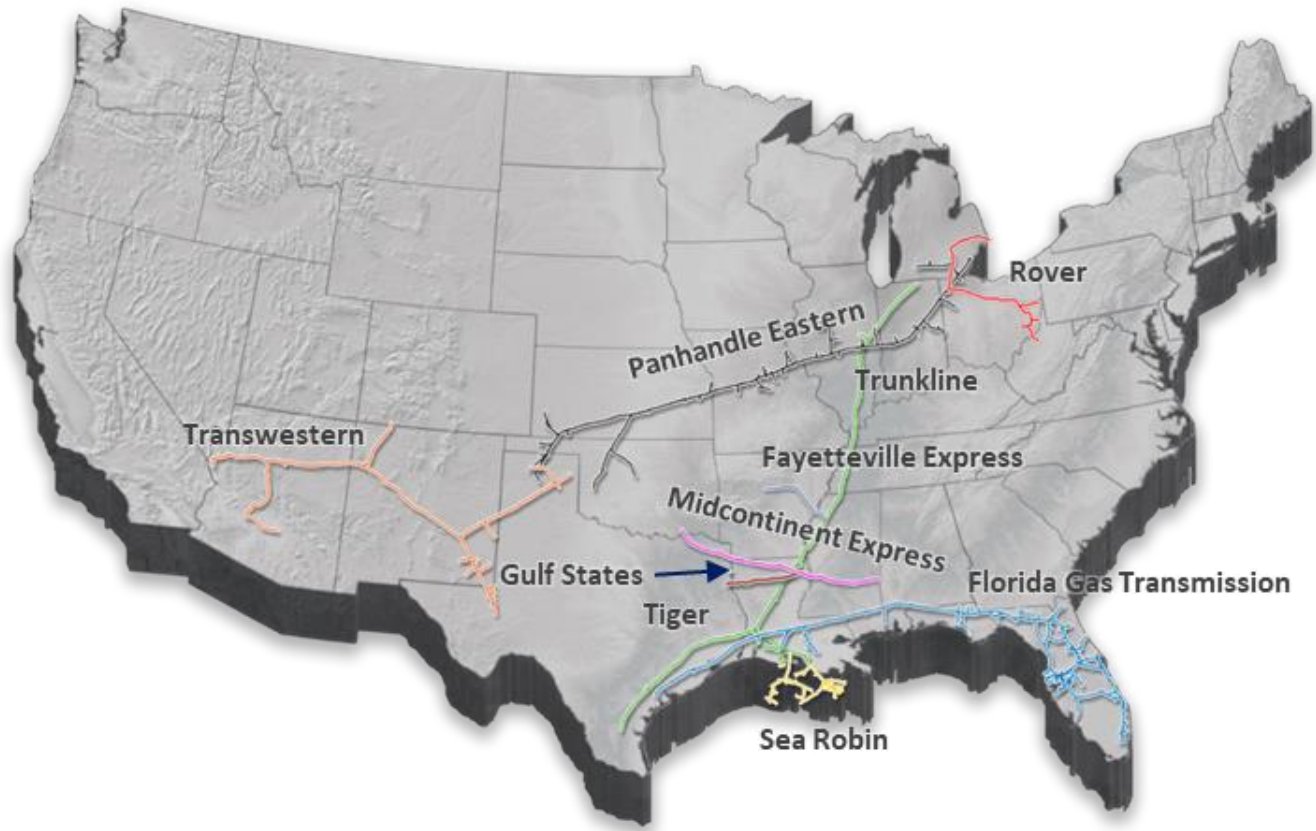 Rover
Panhandle Eastern
Trunkline
Transwestern
Fayetteville Express
Midcontinent Express
Gulf States
Florida Gas Transmission
Tiger
Sea Robin